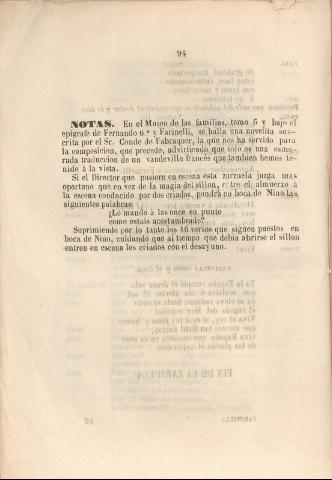 94
NOTAS. En el Museo de las familias, tomo 5 y bajo el
epígrafe de Fernando 6.º y Farinelli, se halla una novelita sus-
crita por el Sr. Conde de Fabraquer, la que nos ha servido para
la composicion, que precede, advirtiendo que solo es una esme-
rada traduccion de un vandeville francés que tambien hemos te-
nido á la vista.
Si el Director que pusiere en escena esta zarzuela juzga mas
oportuno que en vez de la magia del sillon, entre el almuerzo á
la escena conducido por dos criados, pondrá en boca de Nino las
siguientes palabras:
¿Lo mando á las once en punto
como estais acostumbrado?
Suprimiendo por lo tanto los 16 versos que siguen puestos en
boca de Nino, cuidando que al tiempo que debia abrirse el sillon
entren en escena los criados con el desayuno.